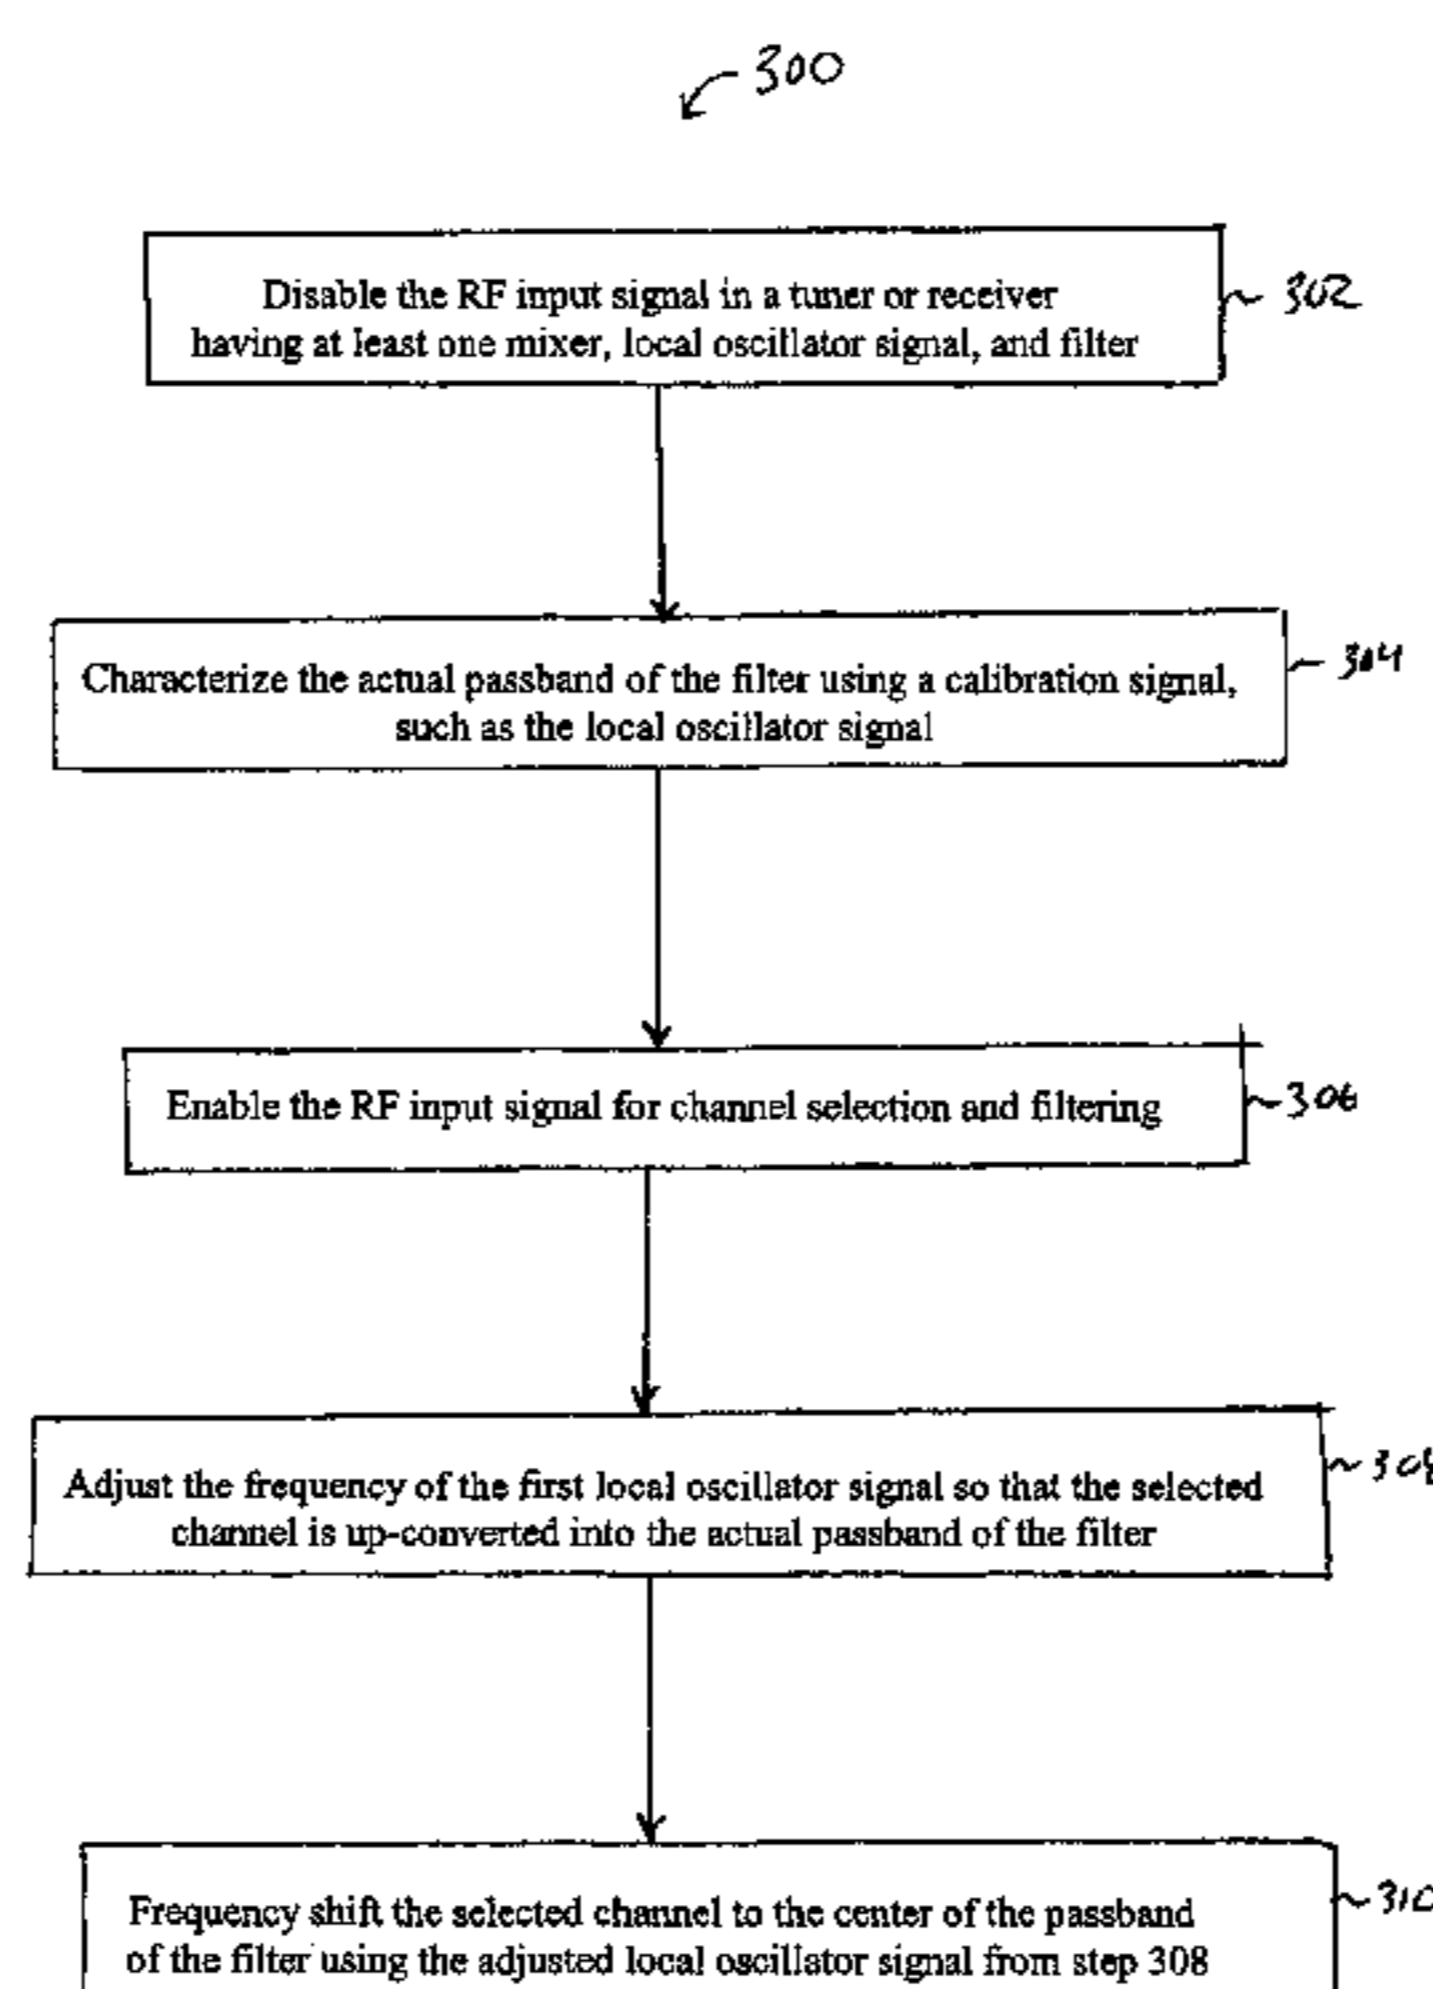 300
Disable the RF input signal in a tuner or receiver
having at least one mixer, local oscillator signal, and filter
302
Characterize the actual passband of the filter using a calibration signal,
such as the local oscillator signal
304
Enable the RF input signal for channel selection and filtering
306
Adjust the frequency of the first local oscillator signal so that the selected
channel is up-converted into the actual passband of the filter
308
Frequency shift the selected channel to the center of the passband
of the filter using the adjusted local oscillator signal from step 308
310